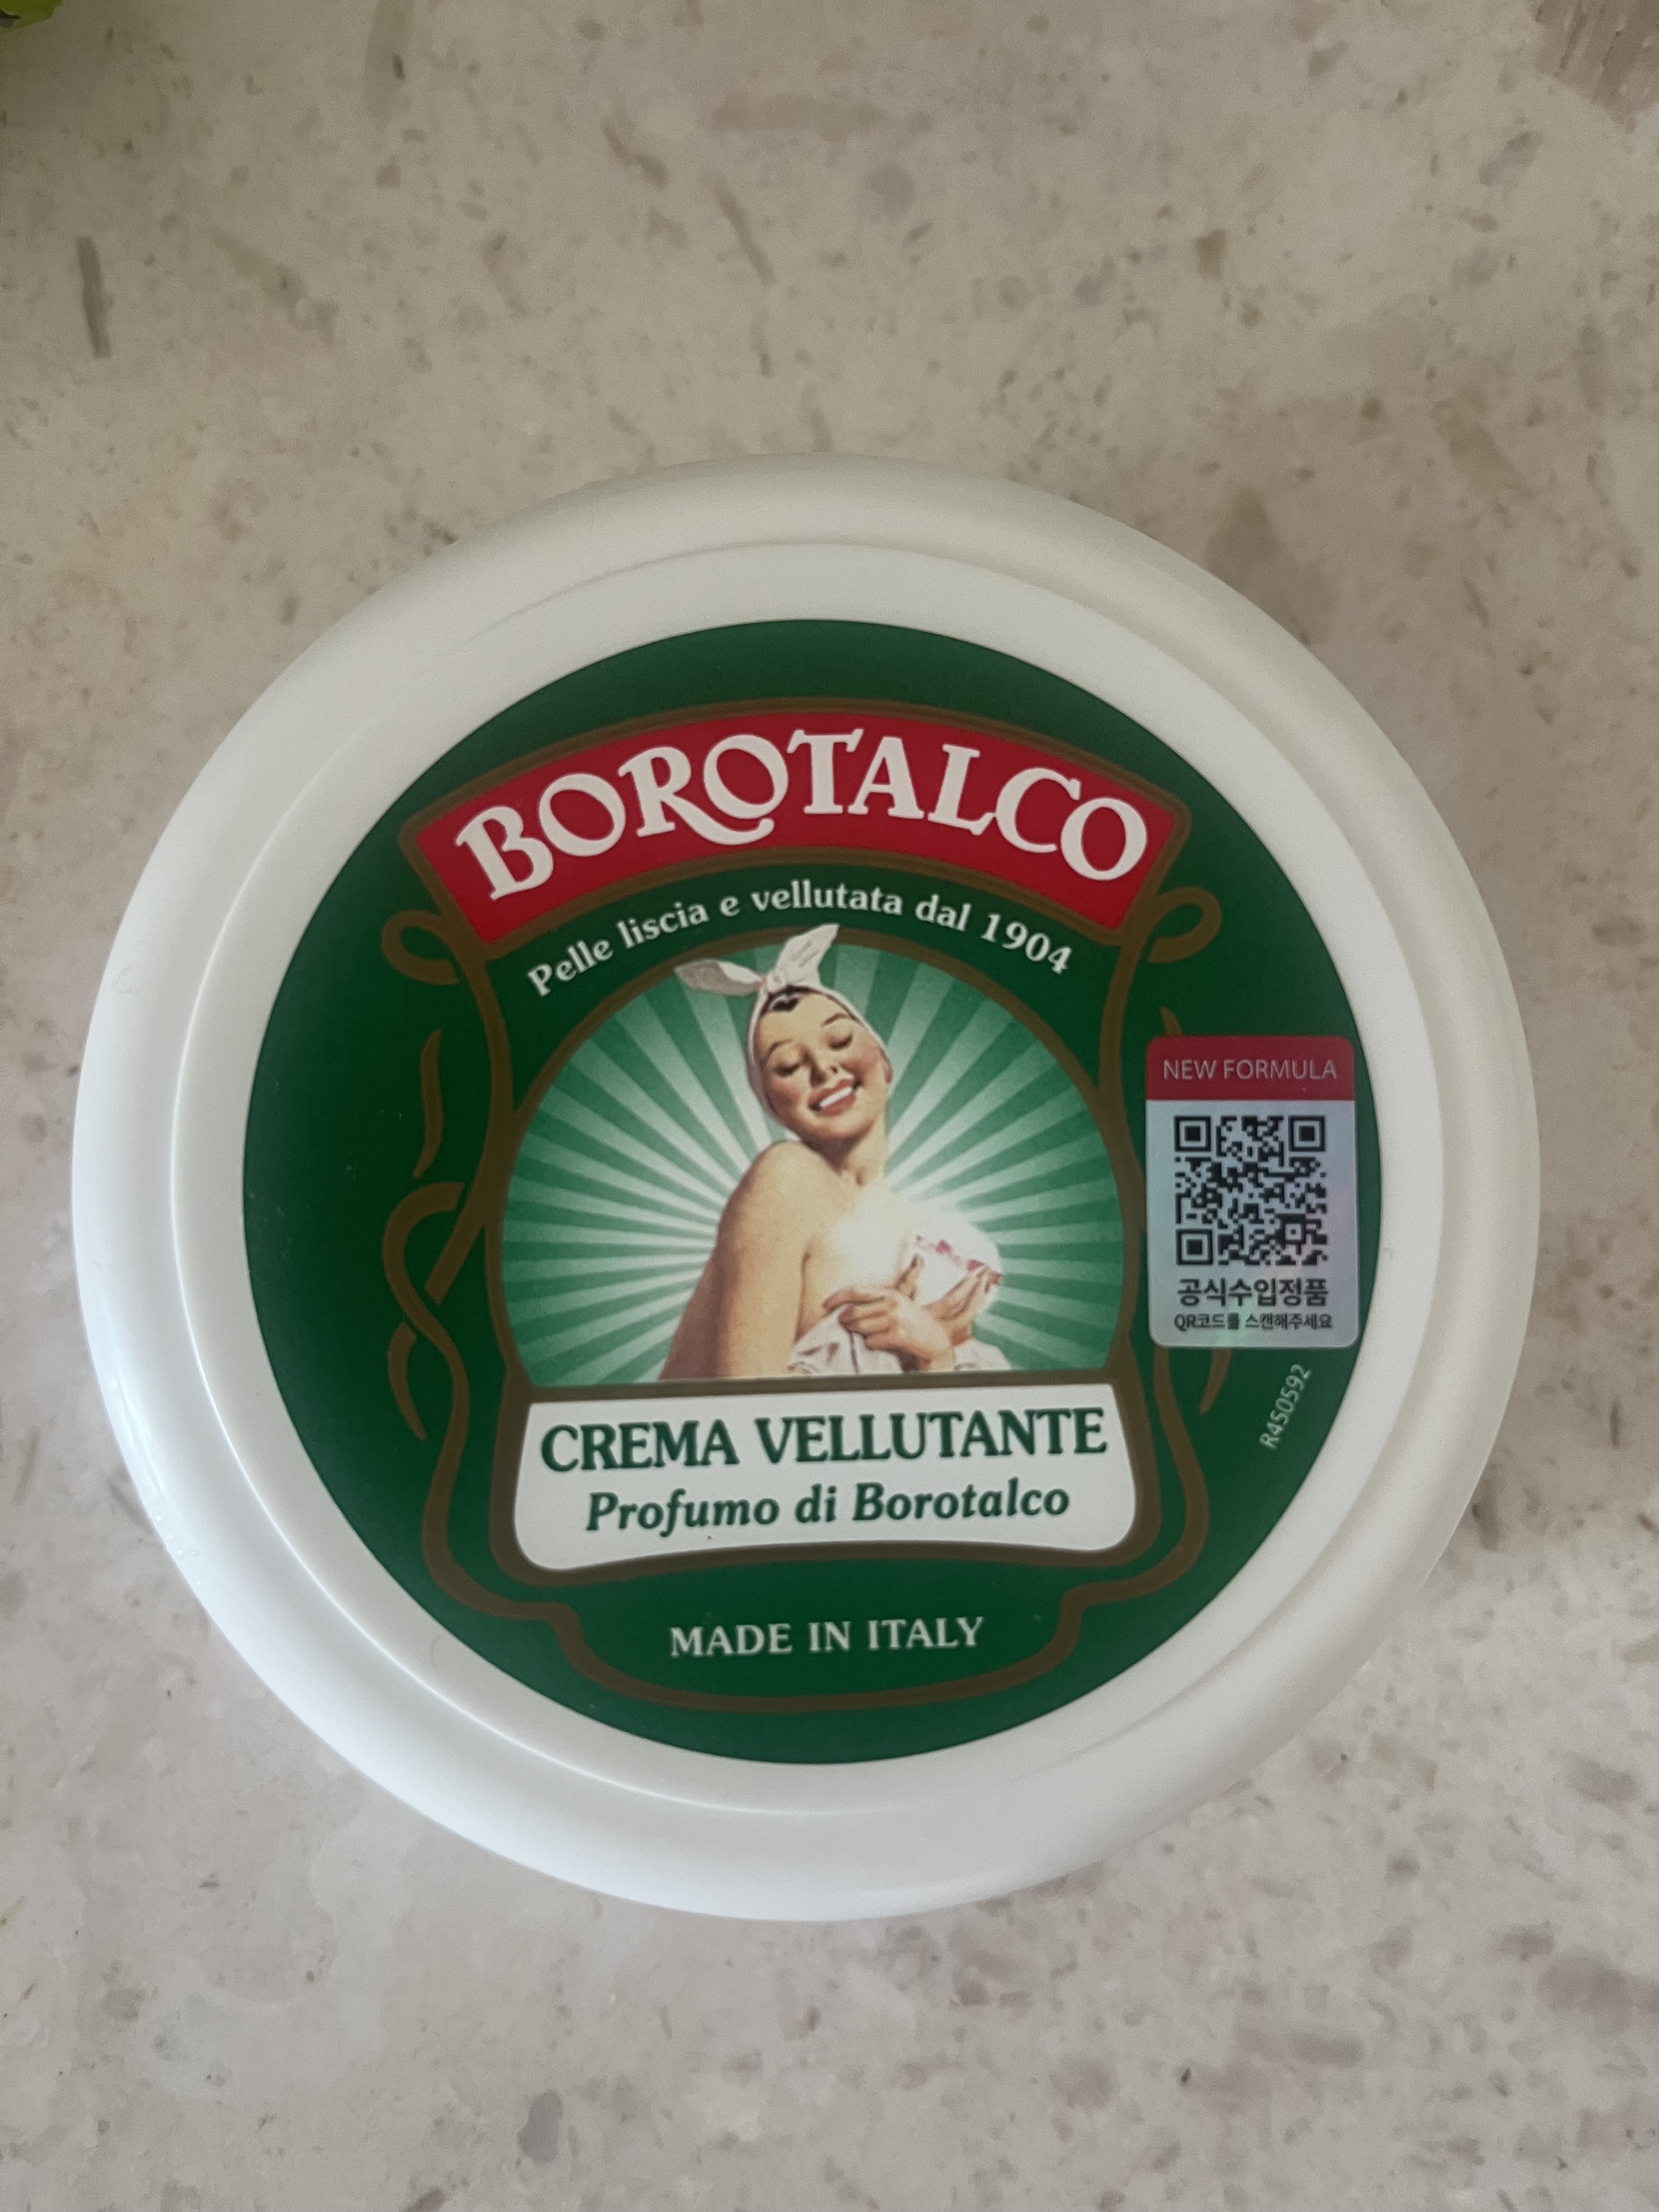 BOROTALCO
Pelle liscia e vellutata dal 1904
NEW FORMULA
공식수입정품
QR코드를 스캔해주세요
R450592
CREMA VELLUTANTE
Profumo di Borotalco
MADE IN ITALY